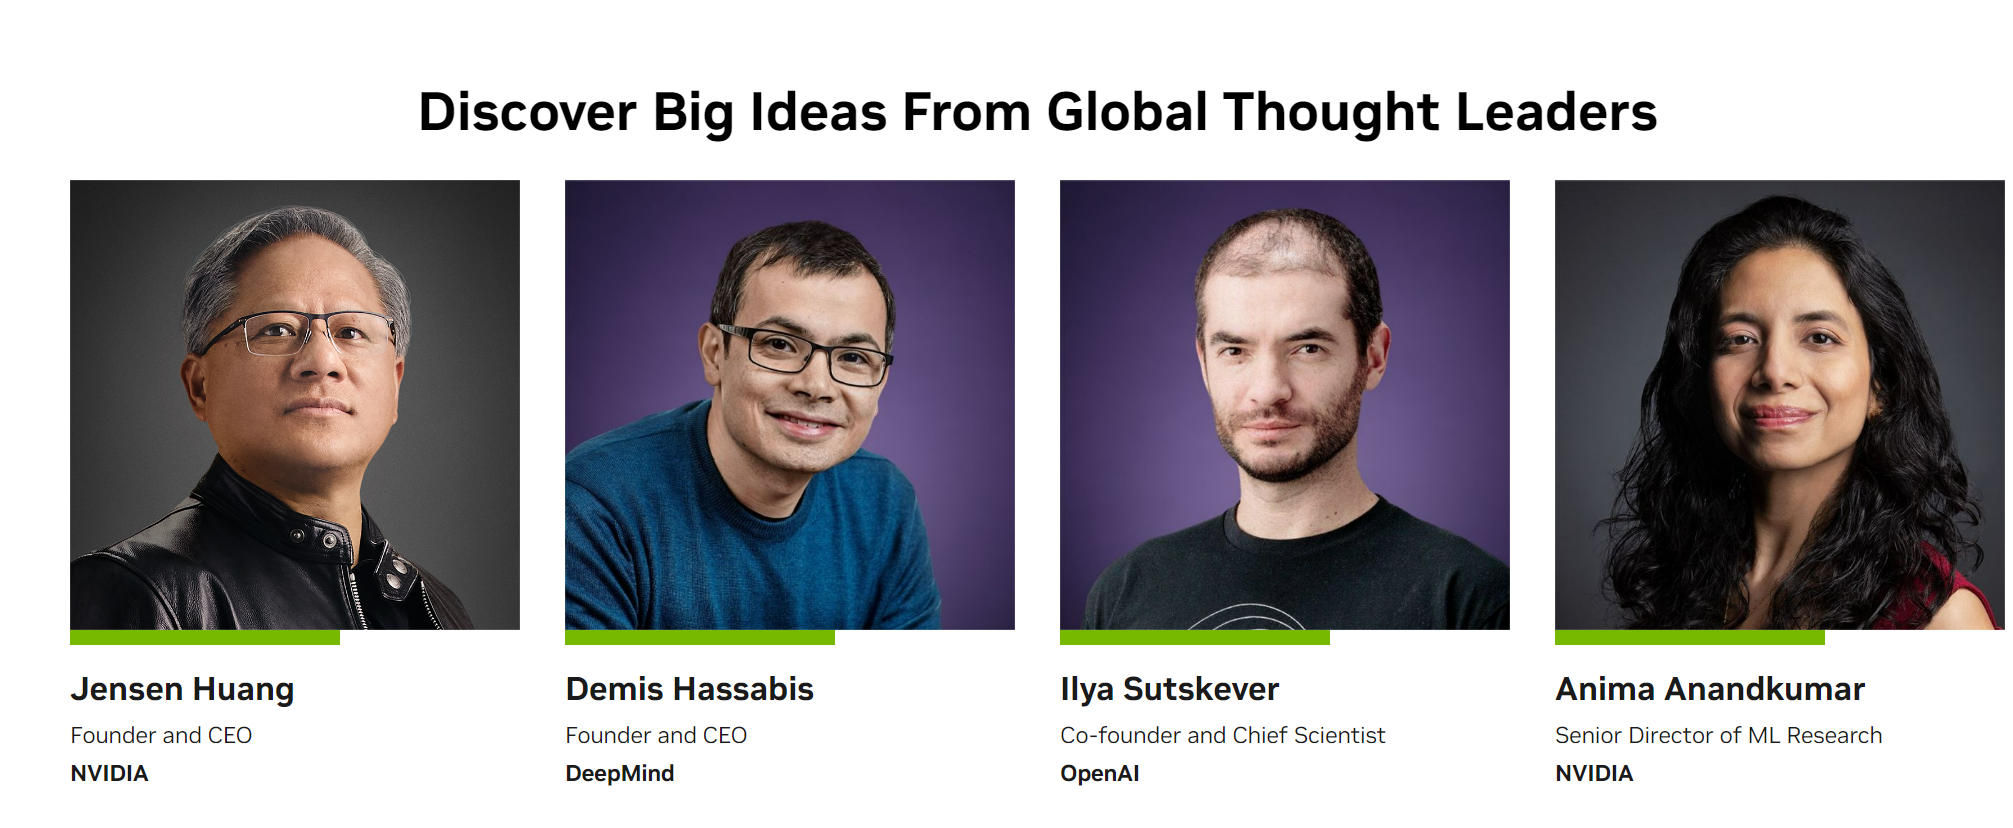 Discover Big Ideas From Global Thought Leaders
Jensen Huang
Founder and CEO
NVIDIA
Demis Hassabis
Founder and CEO
DeepMind
Ilya Sutskever
Co-founder and Chief Scientist
OpenAI
Anima Anandkumar
Senior Director of ML Research
NVIDIA